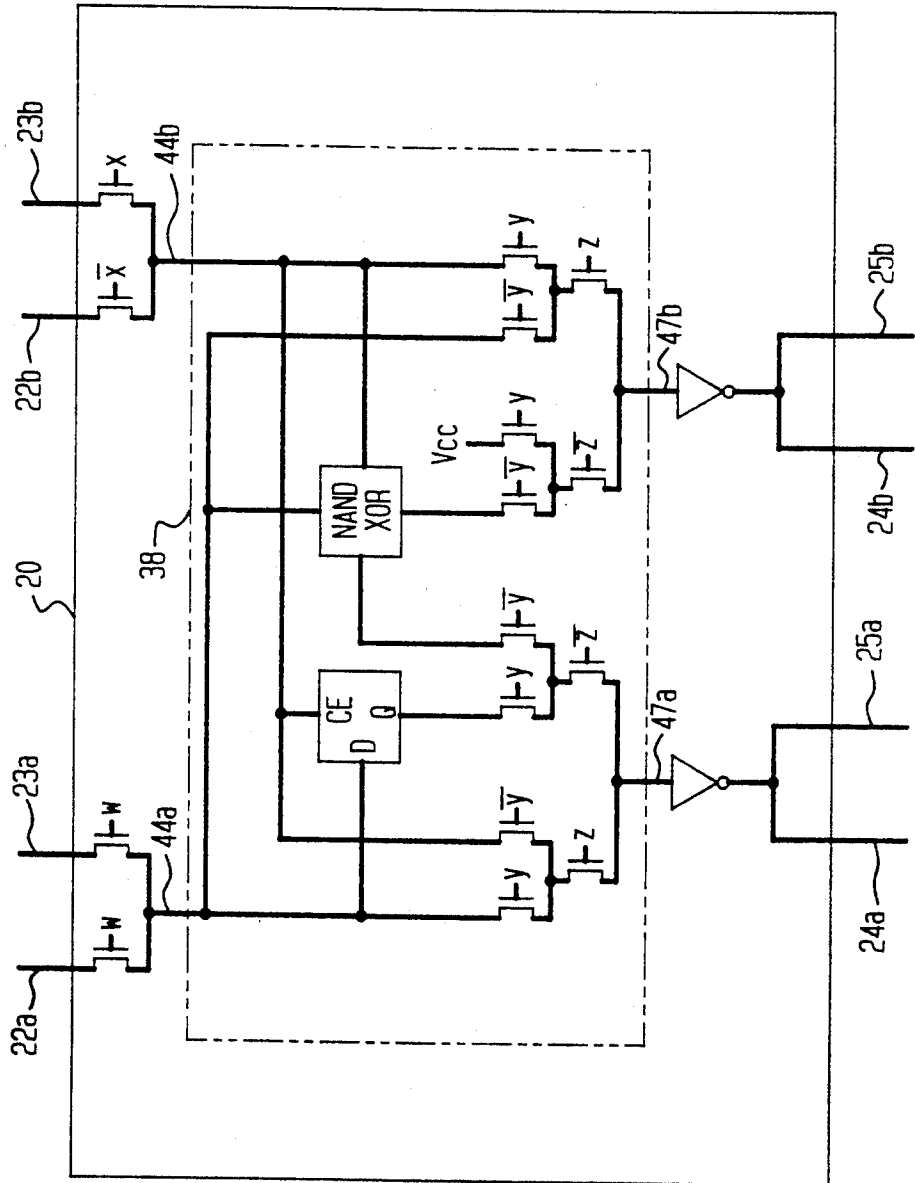 23b
20
23a
22b
22a
w
w
X̅
X
44a
44b
38
CE
D
Q
NAND
XOR
Vcc
y
y̅
y
y̅
y̅
y
y̅
y
Z
Z̅
Z̅
Z
47a
47b
24a
25a
24b
25b